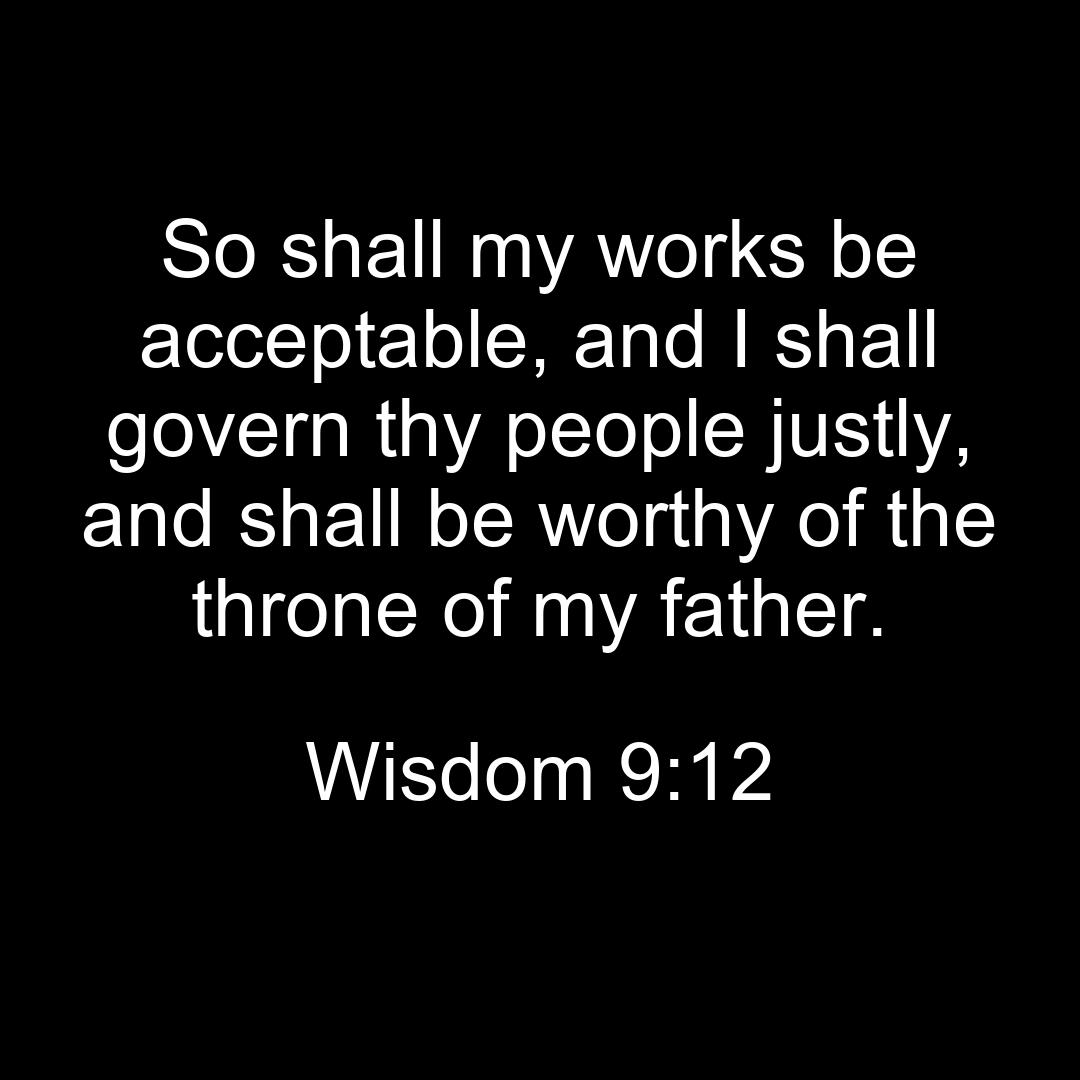 So shall my works be
acceptable, and I shall
govern thy people justly,
and shall be worthy of the
throne of my father.
Wisdom 9:12